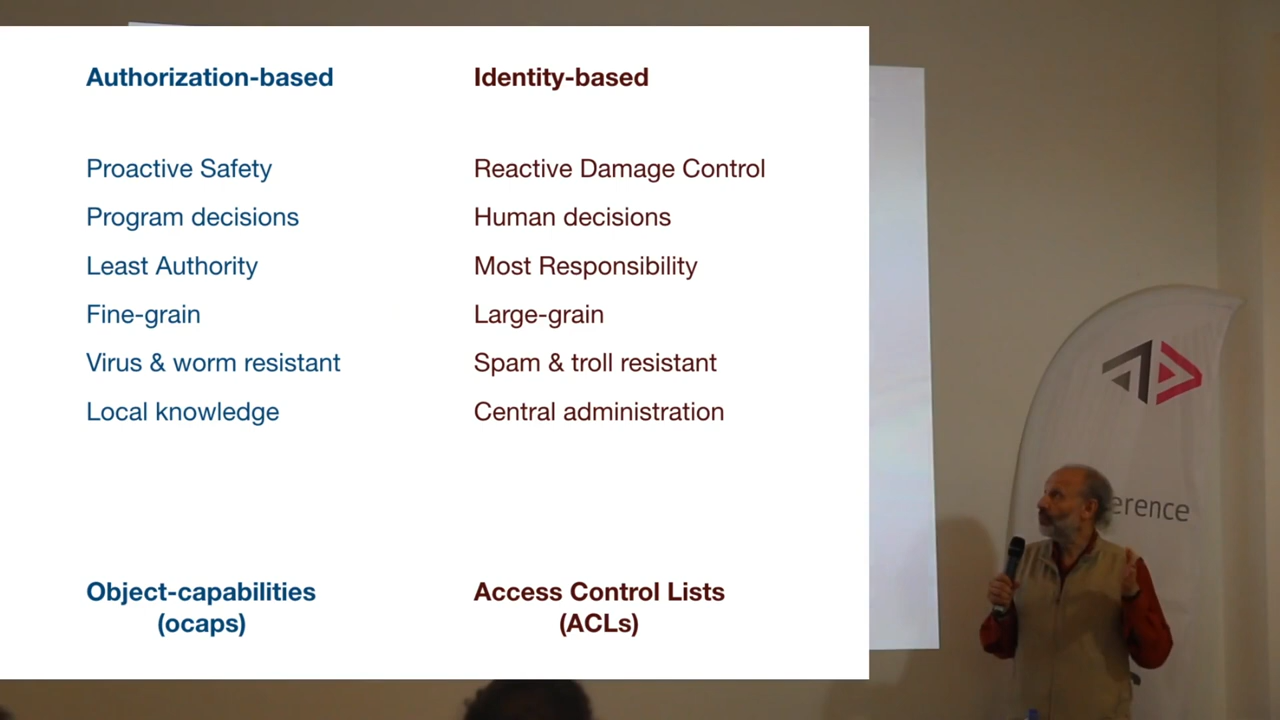 Authorization-based
Identity-based
Proactive Safety
Reactive Damage Control
Program decisions
Human decisions
Least Authority
Most Responsibility
Fine-grain
Large-grain
Virus & worm resistant
Spam & troll resistant
Local knowledge
Central administration
Object-capabilities
(ocaps)
Access Control Lists
(ACLs)
erence